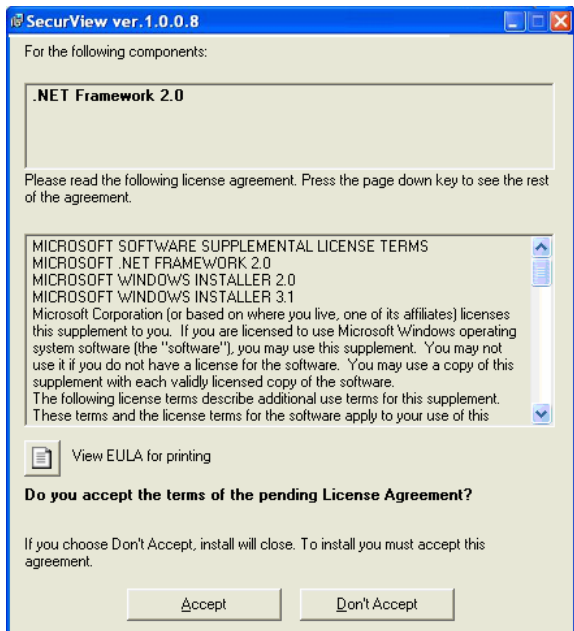 SecurView ver.1.0.0.8
For the following components:
.NET Framework 2.0
Please read the following license agreement. Press the page down key to see the rest
of the agreement.
MICROSOFT SOFTWARE SUPPLEMENTAL LICENSE TERMS
MICROSOFT .NET FRAMEWORK 2.0
MICROSOFT WINDOWS INSTALLER 2.0
MICROSOFT WINDOWS INSTALLER 3.1
Microsoft Corporation (or based on where you live, one of its affiliates) licenses
this supplement to you.  If you are licensed to use Microsoft Windows operating
system software (the "software"), you may use this supplement.  You may not
use it if you do not have a license for the software.  You may use a copy of this
supplement with each validly licensed copy of the software.
The following license terms describe additional use terms for this supplement.
These terms and the license terms for the software apply to your use of this
View EULA for printing
Do you accept the terms of the pending License Agreement?
If you choose Don't Accept, install will close. To install you must accept this
agreement.
Accept
Don't Accept